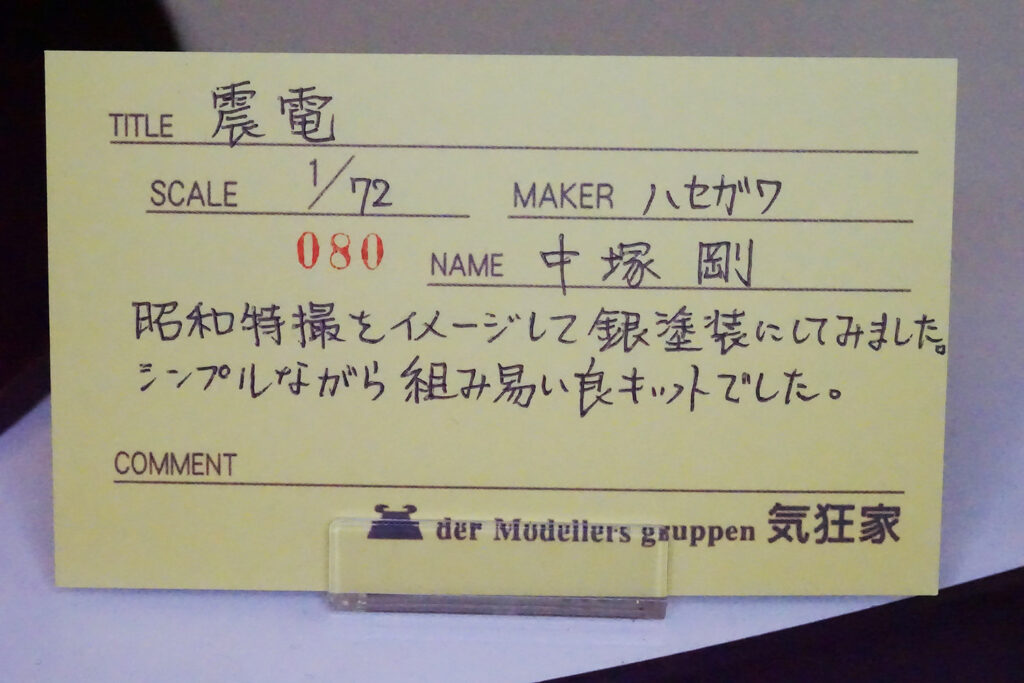 TITLE 震電
SCALE 1/72 MAKER ハセガワ
080 NAME 中塚 剛
昭和特撮をイメージして銀塗装にしてみました。
シンプルながら組み易い良キットでした。
COMMENT
der Modellers gruppen 気狂家